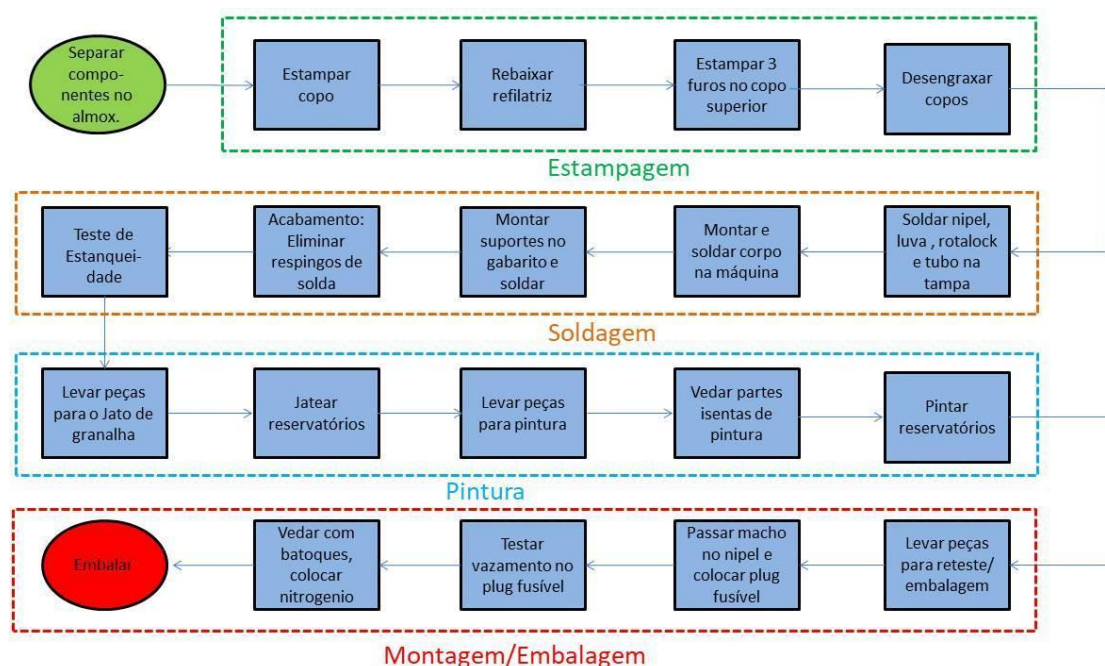 Separar
compo-
nentes no
almox.
Estampar
copo
Rebaixar
refilatriz
Estampar 3
furos no copo
superior
Desengraxar
copos
Estampagem
Teste de
Estanquei-
dade
Acabamento:
Eliminar
respingos de
solda
Montar
suportes no
gabarito e
soldar
Montar e
soldar corpo
na máquina
Soldar nipel,
luva , rotalock
e tubo na
tampa
Soldagem
Levar peças
para o Jato de
granalha
Jatear
reservatórios
Levar peças
para pintura
Vedar partes
isentas de
pintura
Pintar
reservatórios
Pintura
Embalar
Vedar com
batoques,
colocar
nitrogenio
Testar
vazamento no
plug fusível
Passar macho
no nipel e
colocar plug
fusível
Levar peças
para reteste/
embalagem
Montagem/Embalagem